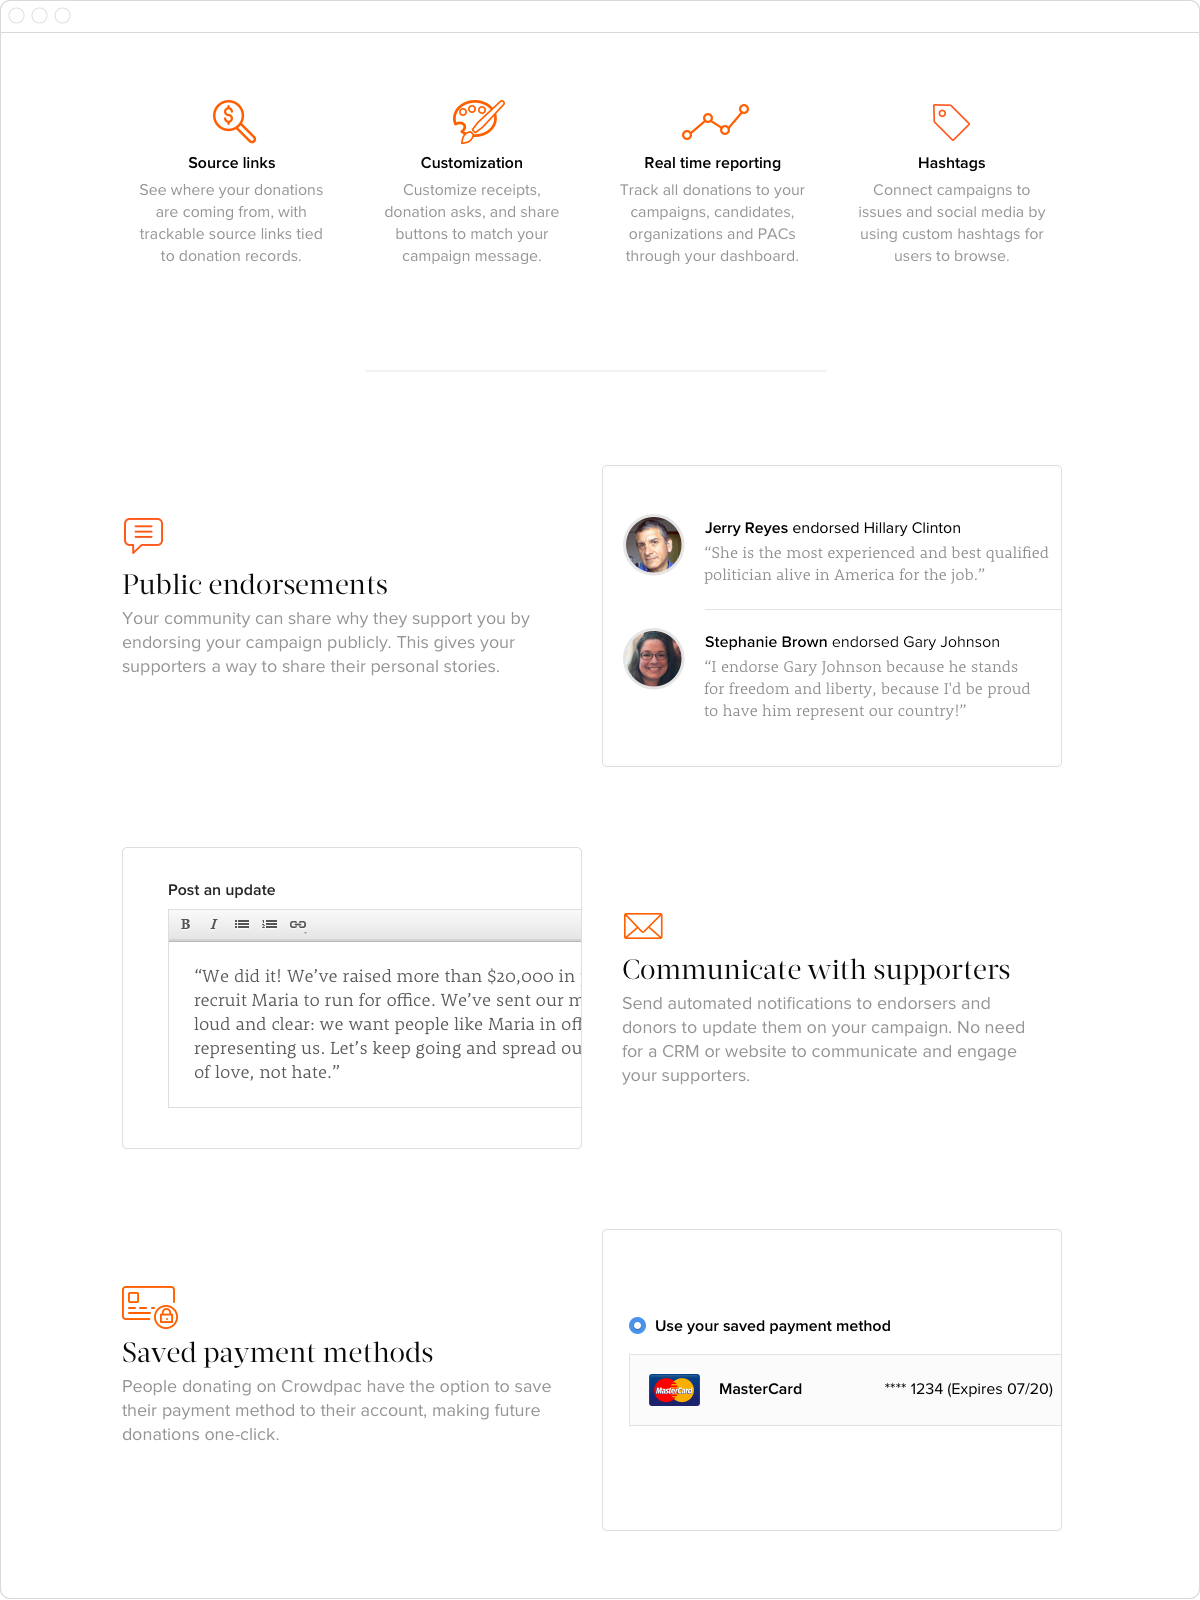 Source links
See where your donations
are coming from, with
trackable source links tied
to donation records.
Customization
Customize receipts,
donation asks, and share
buttons to match your
campaign message.
Real time reporting
Track all donations to your
campaigns, candidates,
organizations and PACs
through your dashboard.
Hashtags
Connect campaigns to
issues and social media by
using custom hashtags for
users to browse.
Public endorsements
Your community can share why they support you by
endorsing your campaign publicly. This gives your
supporters a way to share their personal stories.
Jerry Reyes endorsed Hillary Clinton
“She is the most experienced and best qualified
politician alive in America for the job.”
Stephanie Brown endorsed Gary Johnson
“I endorse Gary Johnson because he stands
for freedom and liberty, because I'd be proud
to have him represent our country!”
Post an update
B I
“We did it! We’ve raised more than $20,000 in
recruit Maria to run for office. We’ve sent our m
loud and clear: we want people like Maria in off
representing us. Let’s keep going and spread ou
of love, not hate.”
Communicate with supporters
Send automated notifications to endorsers and
donors to update them on your campaign. No need
for a CRM or website to communicate and engage
your supporters.
Saved payment methods
People donating on Crowdpac have the option to save
their payment method to their account, making future
donations one-click.
Use your saved payment method
MasterCard MasterCard **** 1234 (Expires 07/20)